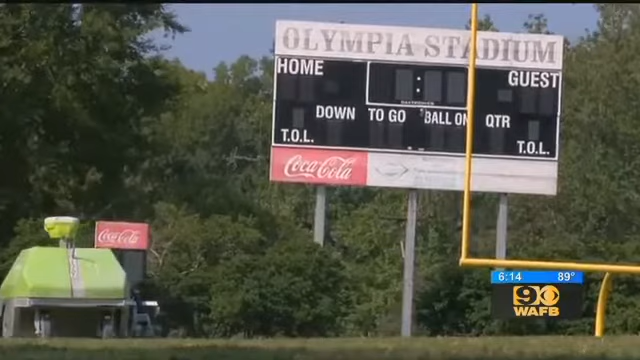 OLYMPIA STADIUM
HOME
GUEST
DOWN TO GO BALL ON QTR
T.O.L.
T.O.L.
Coca-Cola
Coca-Cola
6:14 89°
9
WAFB